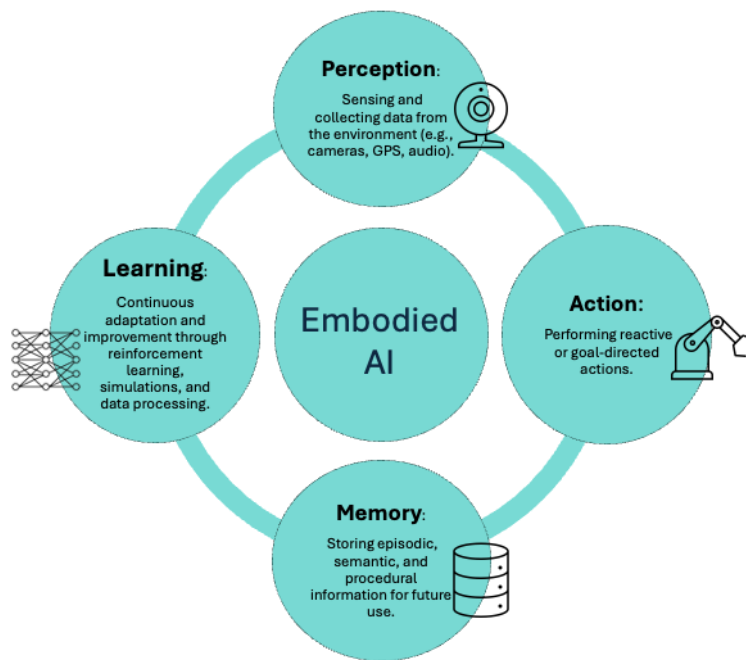 Perception:
Sensing and
collecting data from
the environment (e.g.,
cameras, GPS, audio).
Learning:
Continuous
adaptation and
improvement through
reinforcement
learning,
simulations, and
data processing.
Embodied
AI
Action:
Performing reactive
or goal-directed
actions.
Memory:
Storing episodic,
semantic, and
procedural
information for future
use.